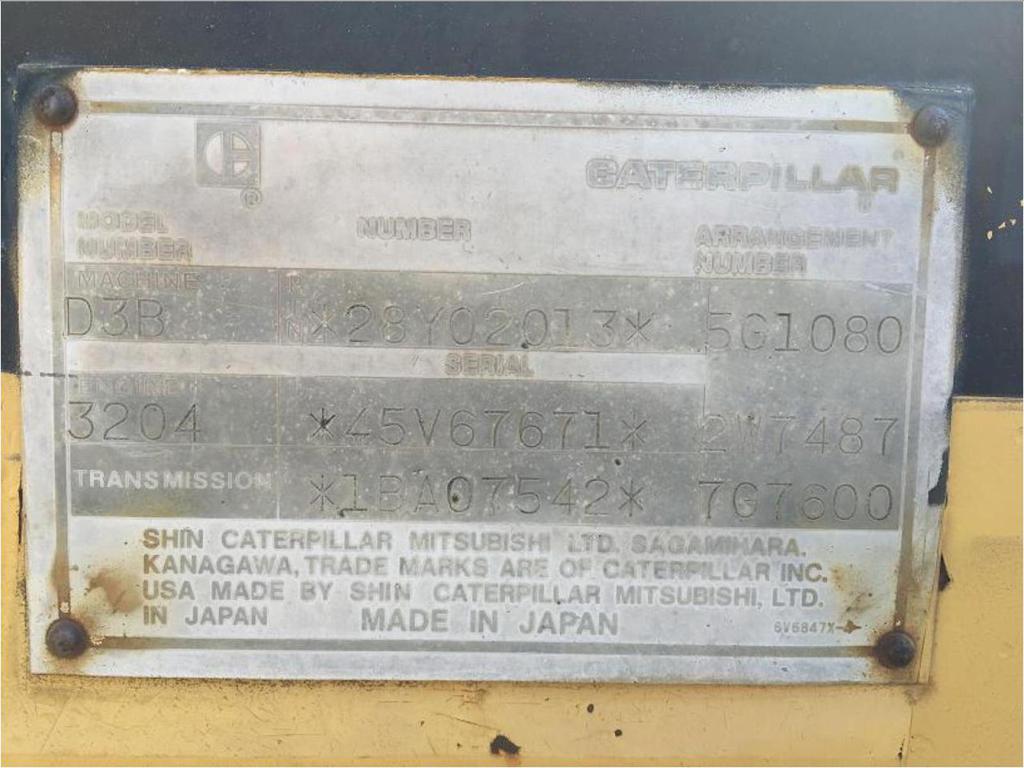 CATERPILLAR
MODEL NUMBER NUMBER ARRANGEMENT NUMBER
MACHINE
D3B *28Y02013* 5G1080
SERIAL
ENGINE
3204 *45V67671* 2W7487
TRANSMISSION *1BA07542* 7G7600
SHIN CATERPILLAR MITSUBISHI LTD. SAGAMIHARA.
KANAGAWA, TRADE MARKS ARE OF CATERPILLAR INC.
USA MADE BY SHIN CATERPILLAR MITSUBISHI, LTD.
IN JAPAN MADE IN JAPAN 6V6847X